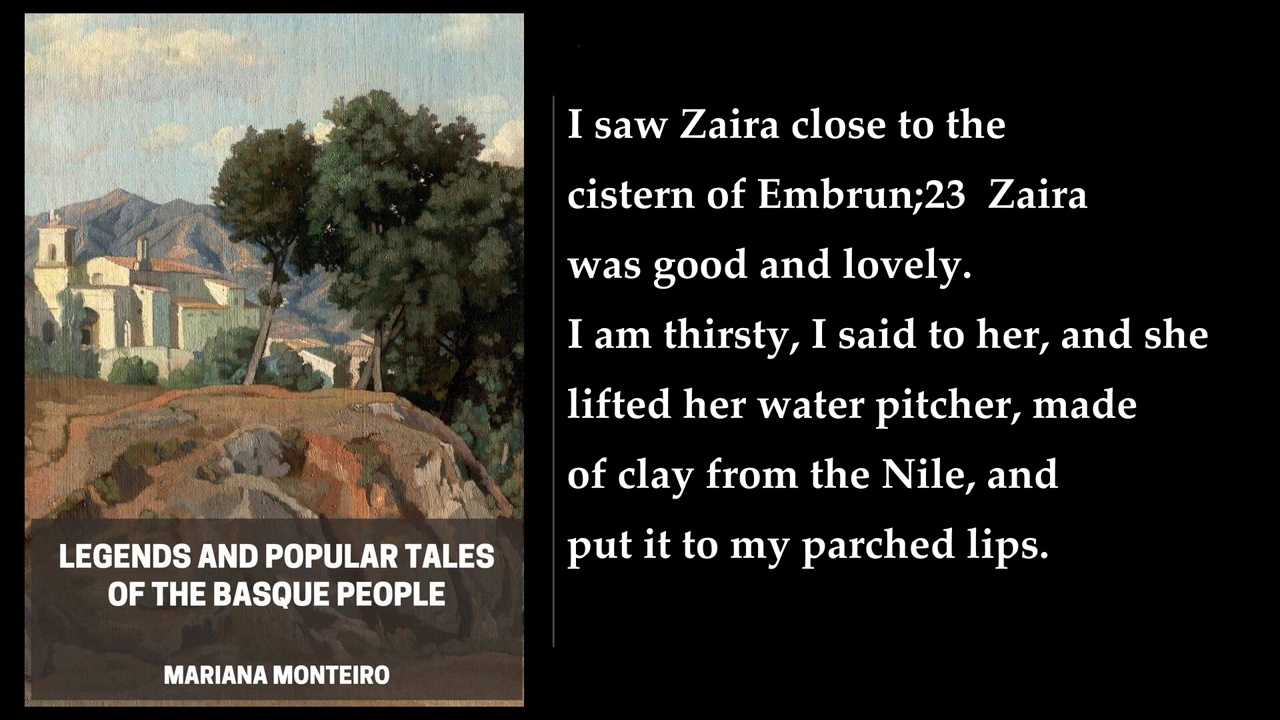 LEGENDS AND POPULAR TALES
OF THE BASQUE PEOPLE
MARIANA MONTEIRO
I saw Zaira close to the
cistern of Embrun;23  Zaira
was good and lovely.
I am thirsty, I said to her, and she
lifted her water pitcher, made
of clay from the Nile, and
put it to my parched lips.